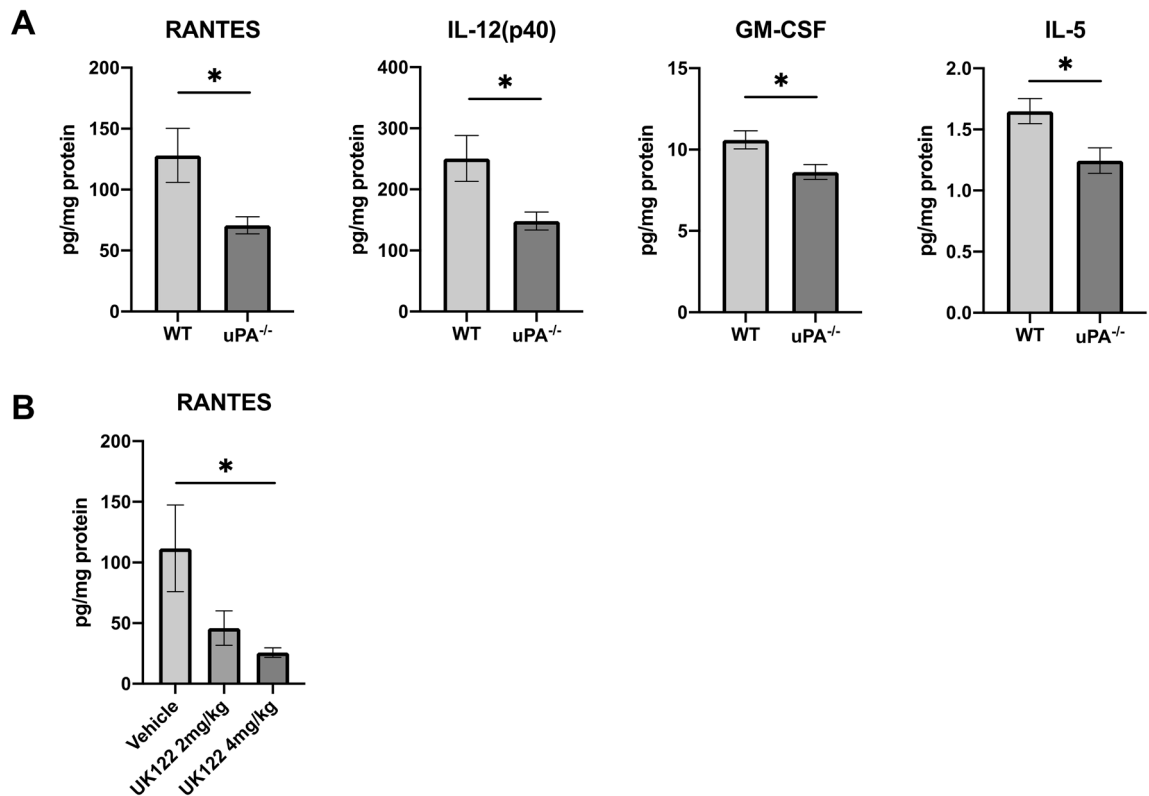 A
RANTES
IL-12(p40)
GM-CSF
IL-5
pg/mg protein
200
150
100
50
0
*
WT
uPA-/-
pg/mg protein
400
300
200
100
0
*
WT
uPA-/-
pg/mg protein
15
10
5
0
*
WT
uPA-/-
pg/mg protein
2.0
1.5
1.0
0.5
0.0
*
WT
uPA-/-
B
RANTES
pg/mg protein
200
150
100
50
0
*
Vehicle
UK122 2mg/kg
UK122 4mg/kg